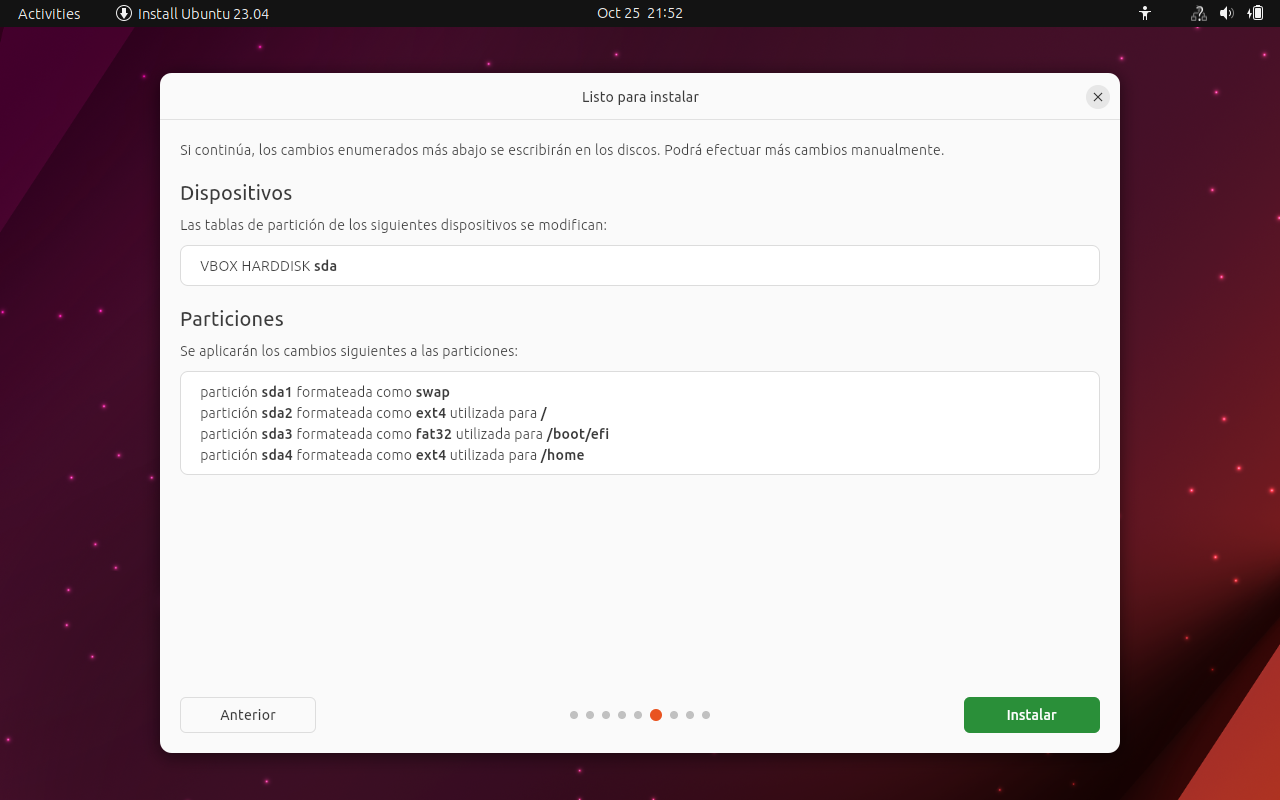 Activities
Install Ubuntu 23.04
Oct 25 21:52
Listo para instalar
Si continúa, los cambios enumerados más abajo se escribirán en los discos. Podrá efectuar más cambios manualmente.
Dispositivos
Las tablas de partición de los siguientes dispositivos se modifican:
VBOX HARDDISK sda
Particiones
Se aplicarán los cambios siguientes a las particiones:
partición sda1 formateada como swap
partición sda2 formateada como ext4 utilizada para /
partición sda3 formateada como fat32 utilizada para /boot/efi
partición sda4 formateada como ext4 utilizada para /home
Anterior
Instalar